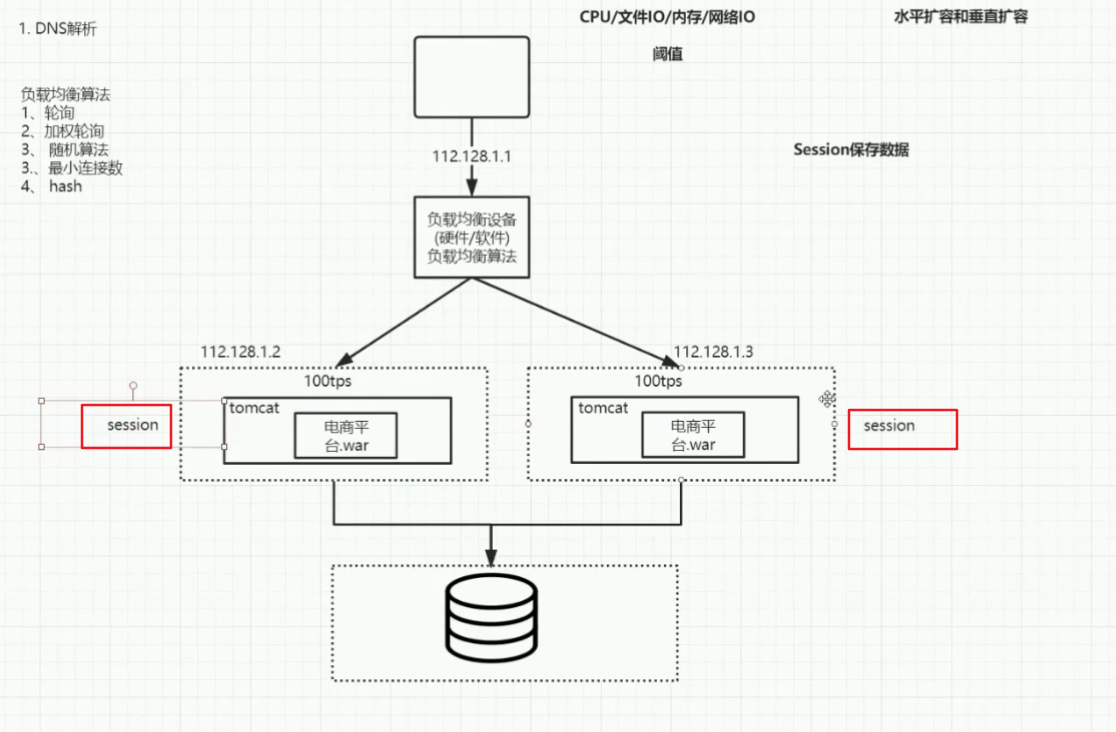 1. DNS解析
CPU/文件IO/内存/网络IO
水平扩容和垂直扩容
阈值
负载均衡算法
1、轮询
2、加权轮询
3、 随机算法
3.、最小连接数
4、 hash
Session保存数据
112.128.1.1
负载均衡设备
(硬件/软件)
负载均衡算法
112.128.1.2
112.128.1.3
100tps
100tps
session
tomcat
电商平
台.war
tomcat
电商平
台.war
session